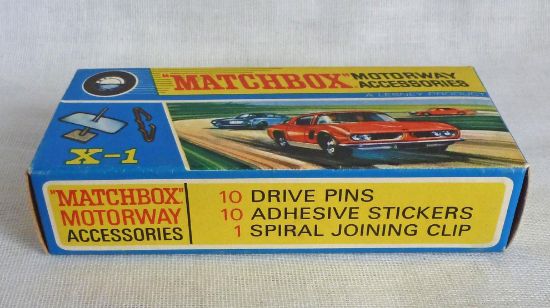 "MATCHBOX" MOTORWAY
ACCESSORIES
A LESNEY PRODUCT
X-1
"MATCHBOX"
MOTORWAY
ACCESSORIES
10 DRIVE PINS
10 ADHESIVE STICKERS
1 SPIRAL JOINING CLIP